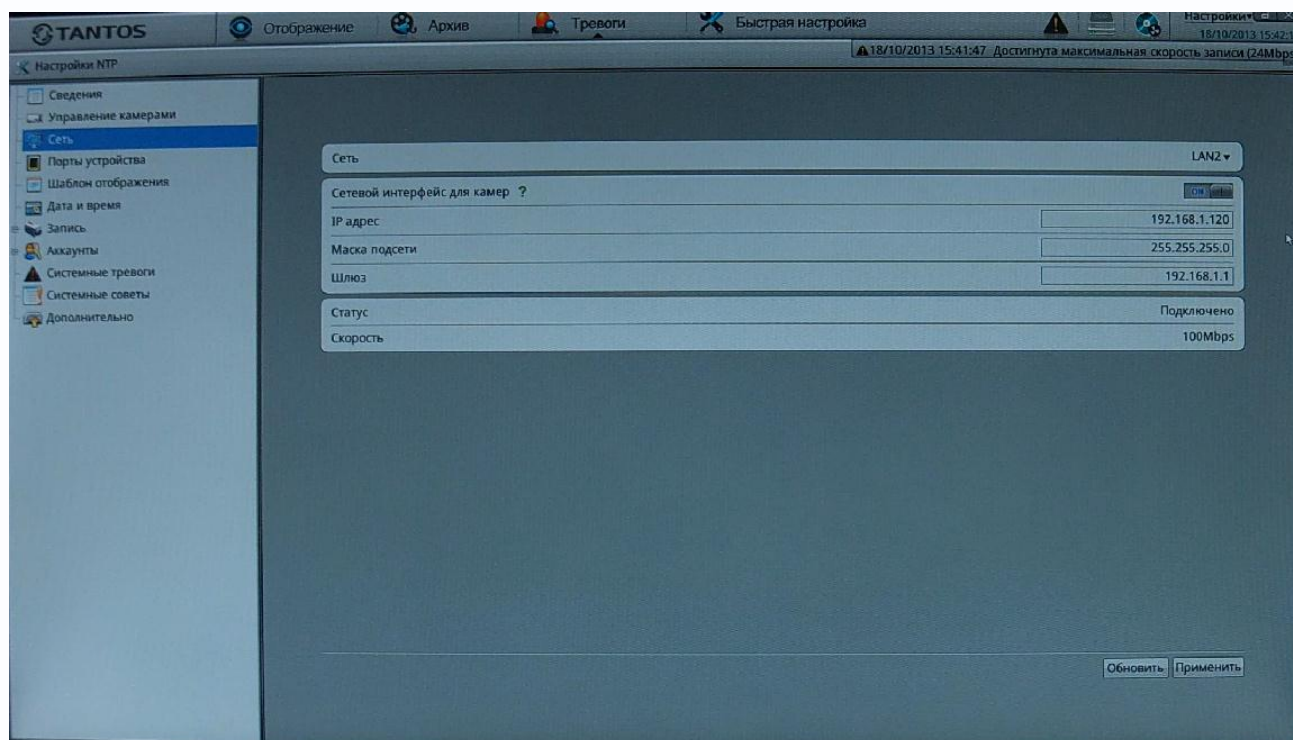 TANTOS
Отображение
Архив
Тревоги
Быстрая настройка
Настройки
18/10/2013 15:42:1
18/10/2013 15:41:47 Достигнута максимальная скорость записи (24Mbps
Настройки NTP
Сведения
Управление камерами
Сеть
Порты устройства
Шаблон отображения
Дата и время
Запись
Аккаунты
Системные тревоги
Системные советы
Дополнительно
Сеть LAN2
Сетевой интерфейс для камер ? ON
IP адрес 192.168.1.120
Маска подсети 255.255.255.0
Шлюз 192.168.1.1
Статус Подключено
Скорость 100Mbps
Обновить Применить